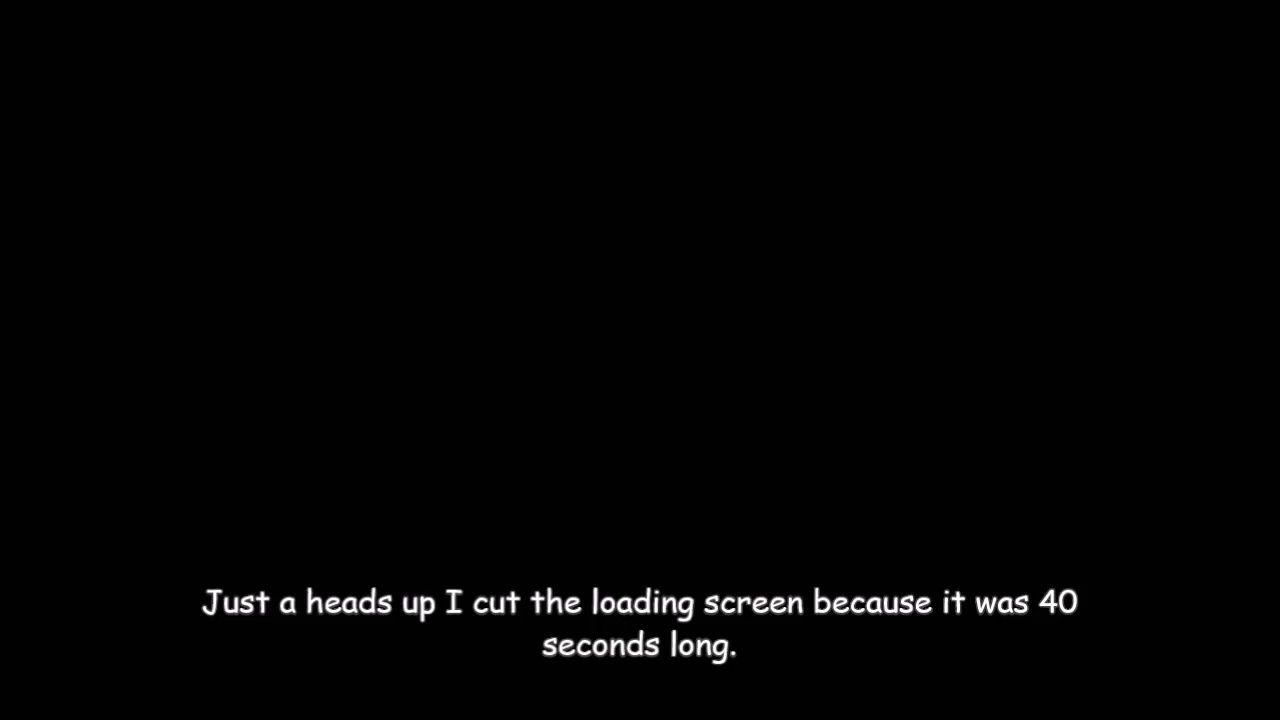 Just a heads up I cut the loading screen because it was 40
seconds long.